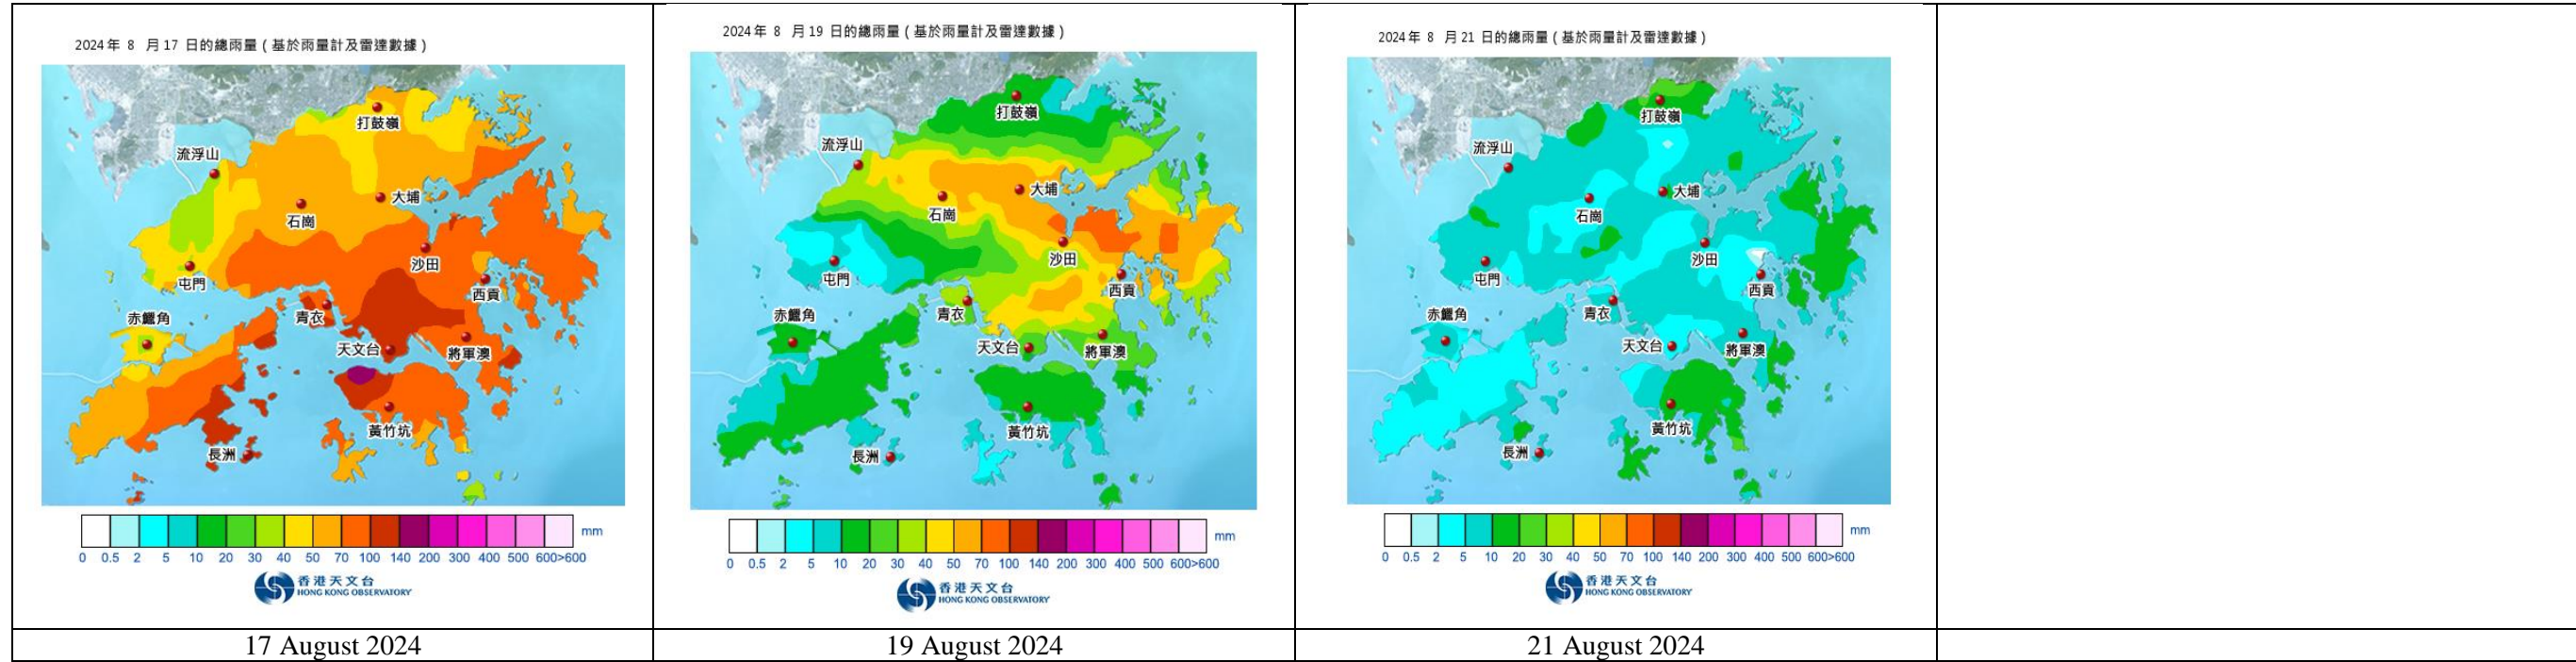 2024年 8 月17 日的總雨量 ( 基於雨量計及雷達數據 )
打鼓嶺
流浮山
大埔
石崗
沙田
屯門
西貢
青衣
赤鱲角
天文台
將軍澳
黃竹坑
長洲
mm
0 0.5 2 5 10 20 30 40 50 70 100 140 200 300 400 500 600>600
香港天文台
HONG KONG OBSERVATORY
17 August 2024
2024年 8 月19 日的總雨量 ( 基於雨量計及雷達數據 )
打鼓嶺
流浮山
大埔
石崗
沙田
屯門
西貢
青衣
赤鱲角
天文台
將軍澳
黃竹坑
長洲
mm
0 0.5 2 5 10 20 30 40 50 70 100 140 200 300 400 500 600>600
香港天文台
HONG KONG OBSERVATORY
19 August 2024
2024年 8 月21 日的總雨量 ( 基於雨量計及雷達數據 )
打鼓嶺
流浮山
大埔
石崗
沙田
屯門
西貢
青衣
赤鱲角
天文台
將軍澳
黃竹坑
長洲
mm
0 0.5 2 5 10 20 30 40 50 70 100 140 200 300 400 500 600>600
香港天文台
HONG KONG OBSERVATORY
21 August 2024